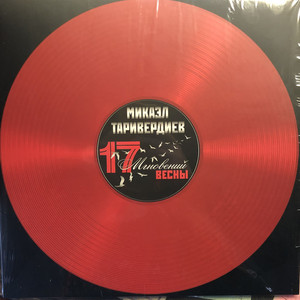 МИКАЭЛ
ТАРИВЕРДИЕВ
17
Мгновений
ВЕСНЫ